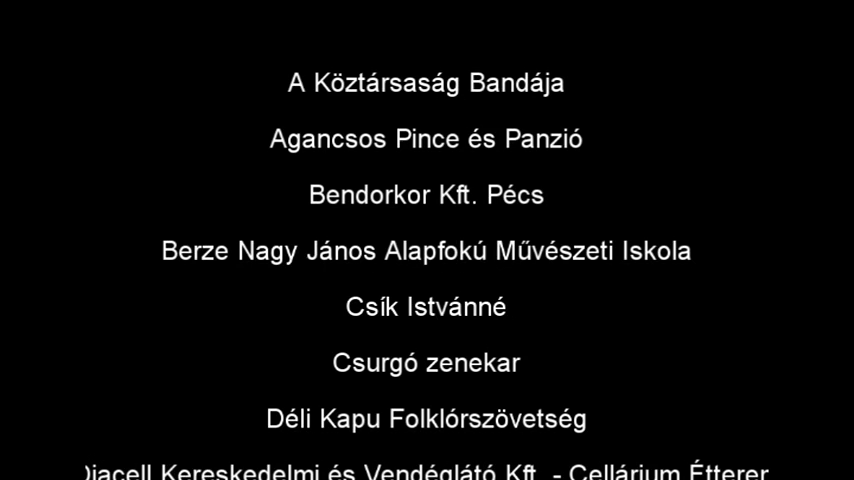 A Köztársaság Bandája
Agancsos Pince és Panzió
Bendorkor Kft. Pécs
Berze Nagy János Alapfokú Művészeti Iskola
Csík Istvánné
Csurgó zenekar
Déli Kapu Folklórszövetség
Kereskedelmi és Vendéglátó Kft. - Cellárium